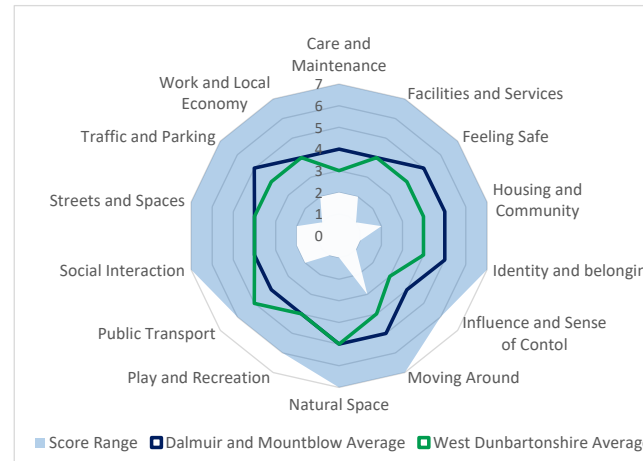 Care and
Maintenance
Facilities and Services
Feeling Safe
Housing and
Community
Identity and belonging
Influence and Sense
of Contol
Moving Around
Natural Space
Play and Recreation
Public Transport
Social Interaction
Streets and Spaces
Traffic and Parking
Work and Local
Economy
7
6
5
4
3
2
1
0
Score Range
Dalmuir and Mountblow Average
West Dunbartonshire Average